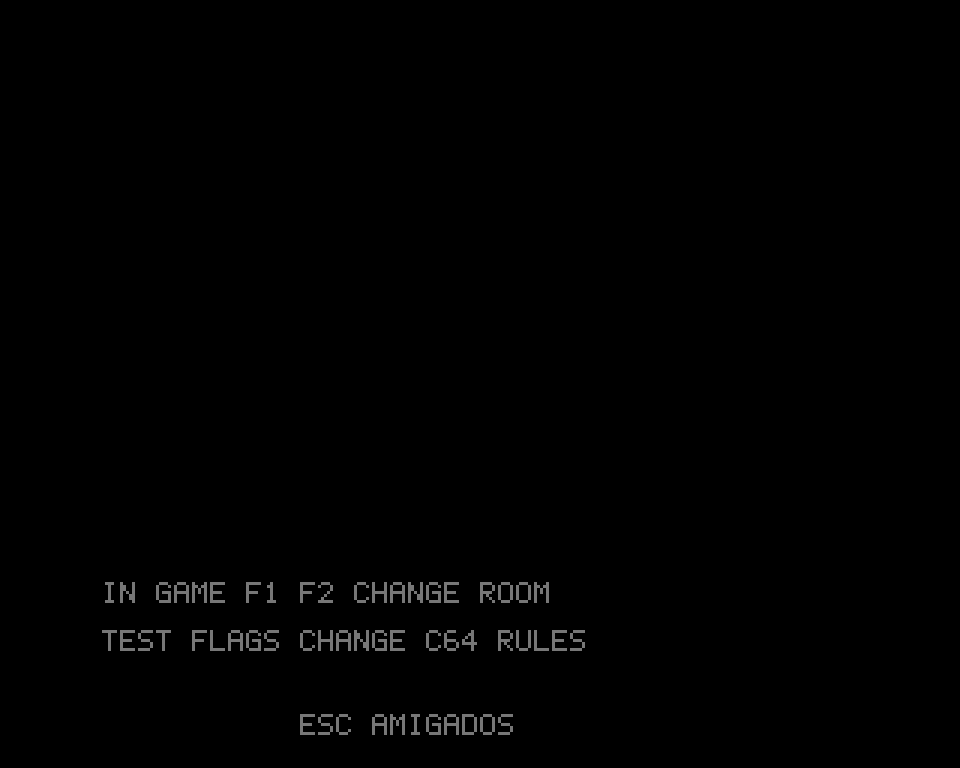 IN GAME F1 F2 CHANGE ROOM
TEST FLAGS CHANGE C64 RULES
ESC AMIGADOS